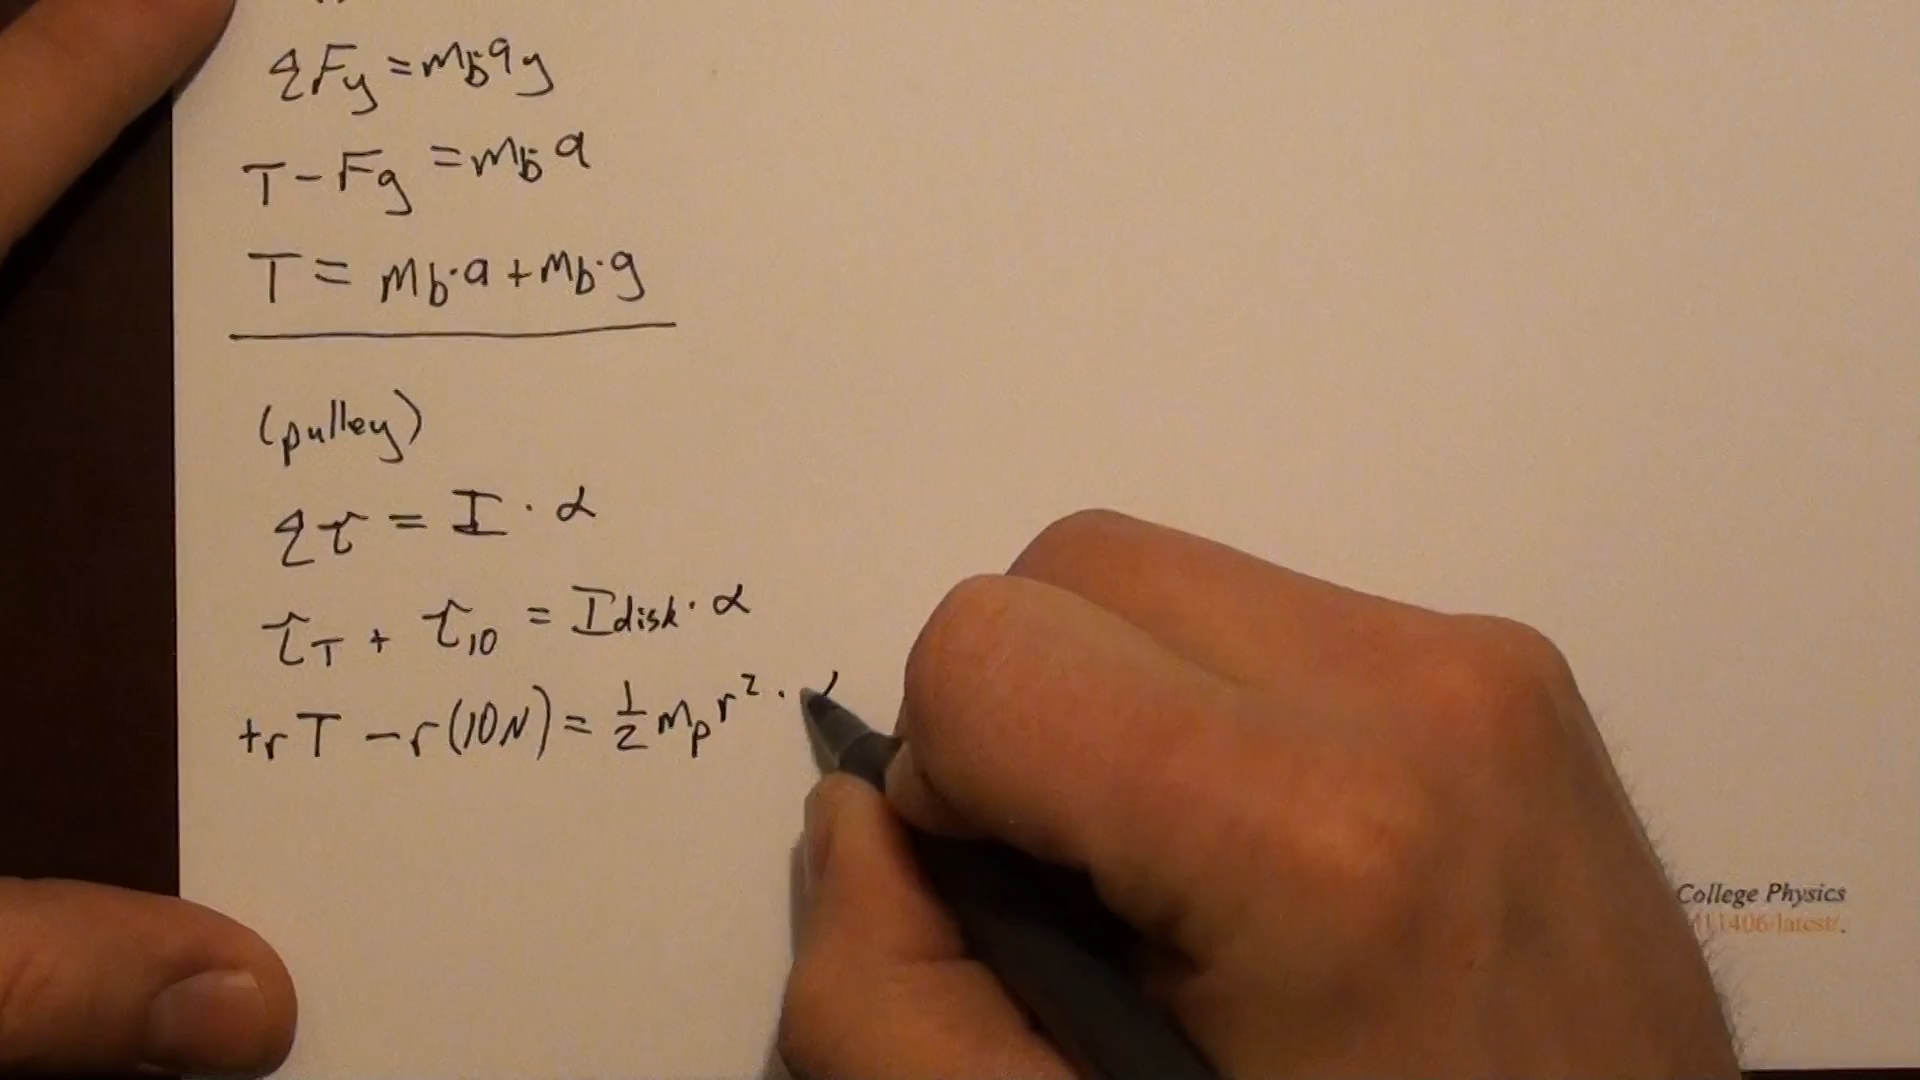 ΣFy = mb ay
T - Fg = mb a
T = mb·a + mb·g
(pulley)
Στ = I · α
τT + τ10 = Idisk · α
+rT - r(10N) = 1/2 mp r² ·
College Physics